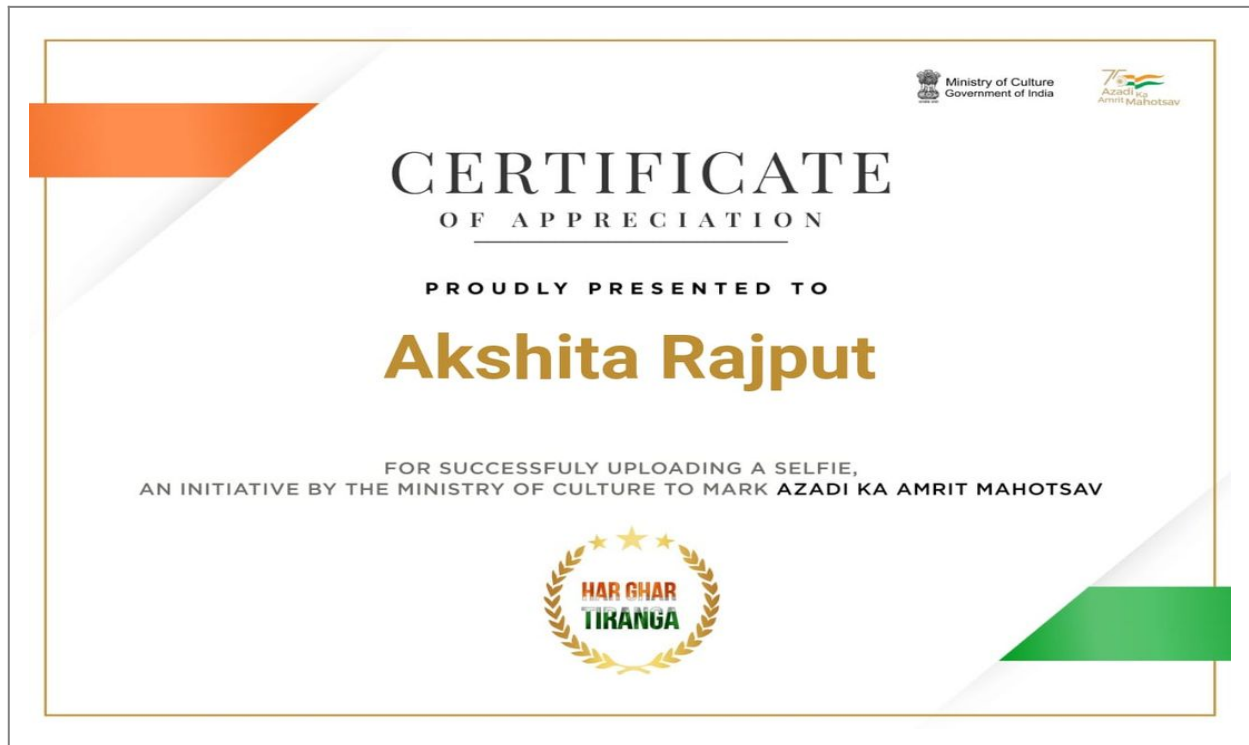 Ministry of Culture
Government of India
75
Azadi Ka
Amrit Mahotsav
CERTIFICATE
OF APPRECIATION
PROUDLY PRESENTED TO
Akshita Rajput
FOR SUCCESSFULY UPLOADING A SELFIE,
AN INITIATIVE BY THE MINISTRY OF CULTURE TO MARK AZADI KA AMRIT MAHOTSAV
HAR GHAR
TIRANGA